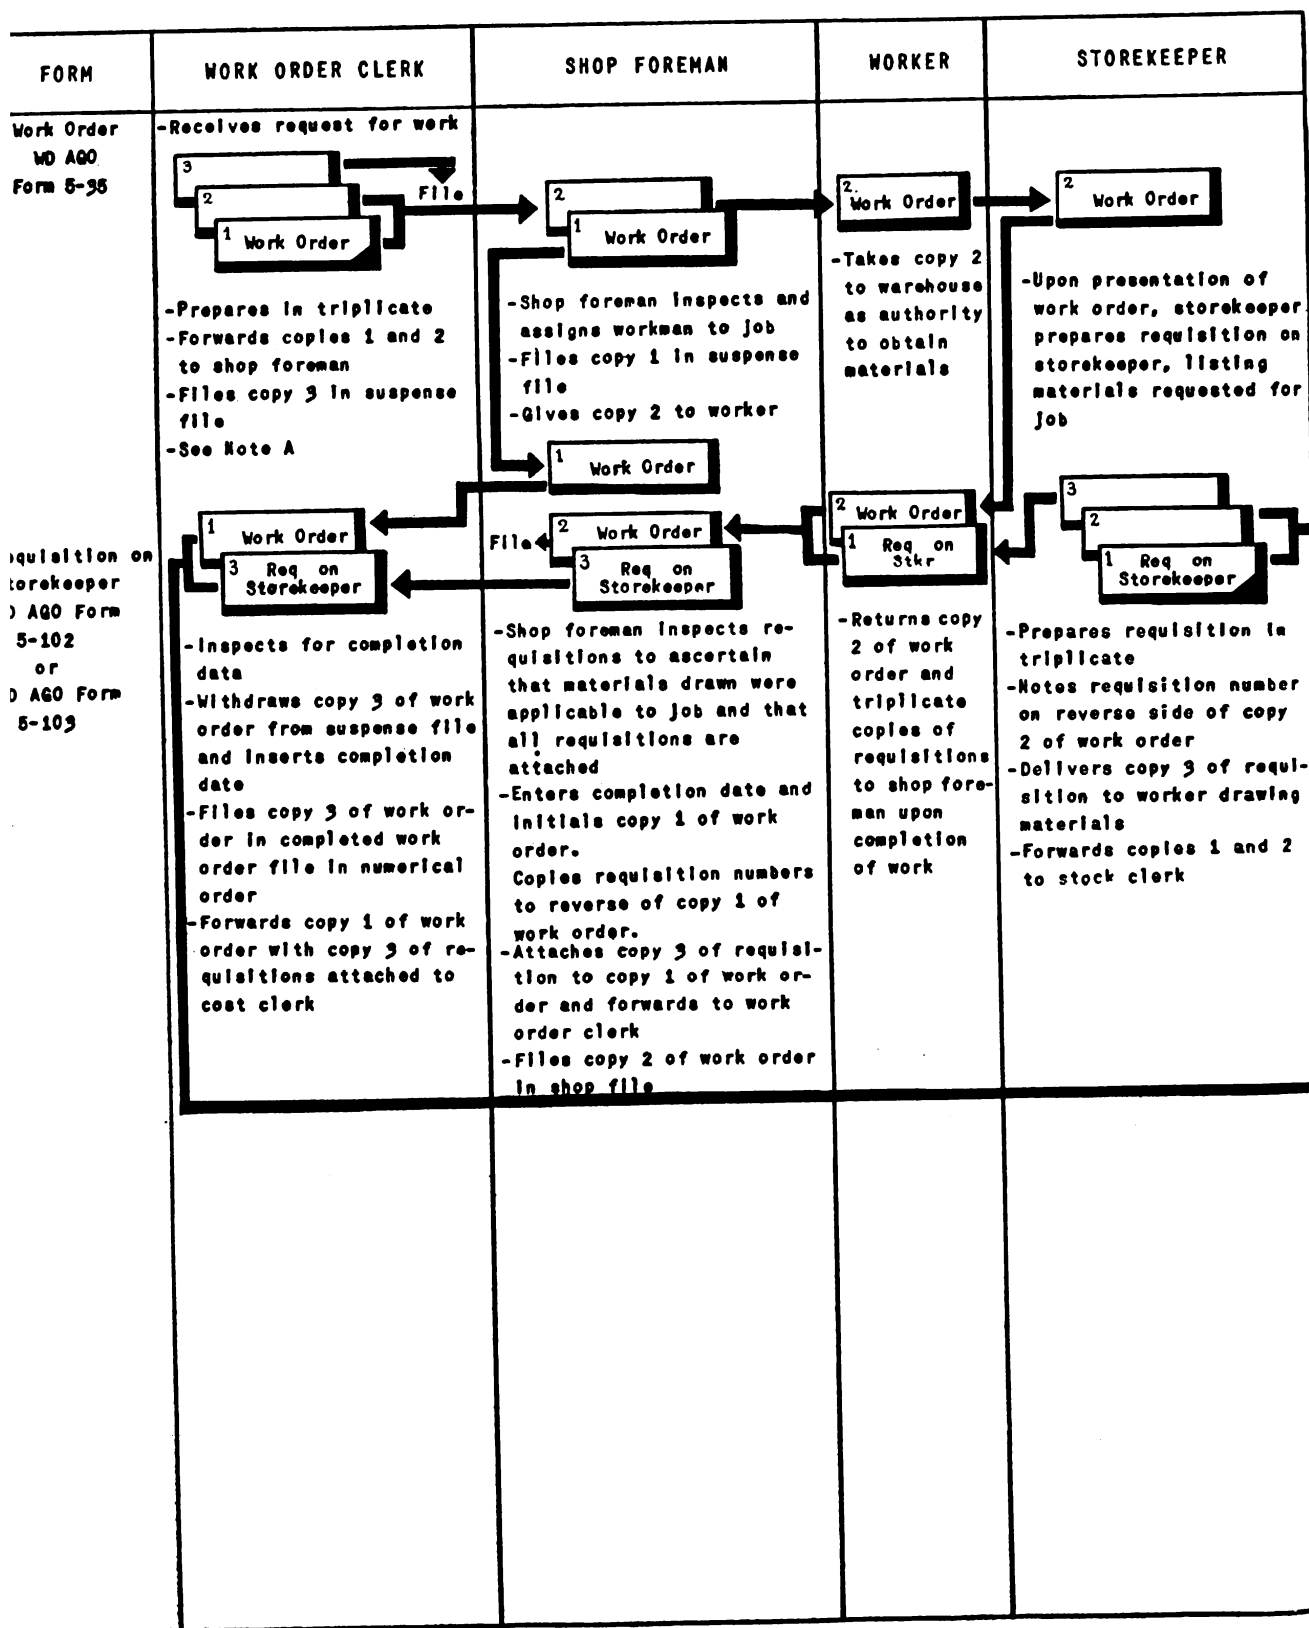 FORM
WORK ORDER CLERK
SHOP FOREMAN
WORKER
STOREKEEPER
Work Order
WD AGO
Form 5-35
-Receives request for work
3
File
2
1 Work Order
-Prepares in triplicate
-Forwards copies 1 and 2
to shop foreman
-Files copy 3 in suspense
file
-See Note A
2
1 Work Order
-Shop foreman inspects and
assigns workman to job
-Files copy 1 in suspense
file
-Gives copy 2 to worker
1 Work Order
2. Work Order
-Takes copy 2
to warehouse
as authority
to obtain
materials
2 Work Order
-Upon presentation of
work order, storekeeper
prepares requisition on
storekeeper, listing
materials requested for
job
quisition on
torekeeper
AGO Form
5-102
or
AGO Form
5-103
1 Work Order
3 Req on
Storekeeper
-Inspects for completion
data
-Withdraws copy 3 of work
order from suspense file
and inserts completion
date
-Files copy 3 of work or-
der in completed work
order file in numerical
order
-Forwards copy 1 of work
order with copy 3 of re-
quisitions attached to
cost clerk
File
2 Work Order
3 Req on
Storekeeper
-Shop foreman inspects re-
quisitions to ascertain
that materials drawn were
applicable to job and that
all requisitions are
attached
-Enters completion date and
initials copy 1 of work
order.
Copies requisition numbers
to reverse of copy 1 of
work order.
-Attaches copy 3 of requisi-
tion to copy 1 of work or-
der and forwards to work
order clerk
-Files copy 2 of work order
in shop file
2 Work Order
1 Req on
Stkr
-Returns copy
2 of work
order and
triplicate
copies of
requisitions
to shop fore-
man upon
completion
of work
3
2
1 Req on
Storekeeper
-Prepares requisition in
triplicate
-Notes requisition number
on reverse side of copy
2 of work order
-Delivers copy 3 of requi-
sition to worker drawing
materials
-Forwards copies 1 and 2
to stock clerk